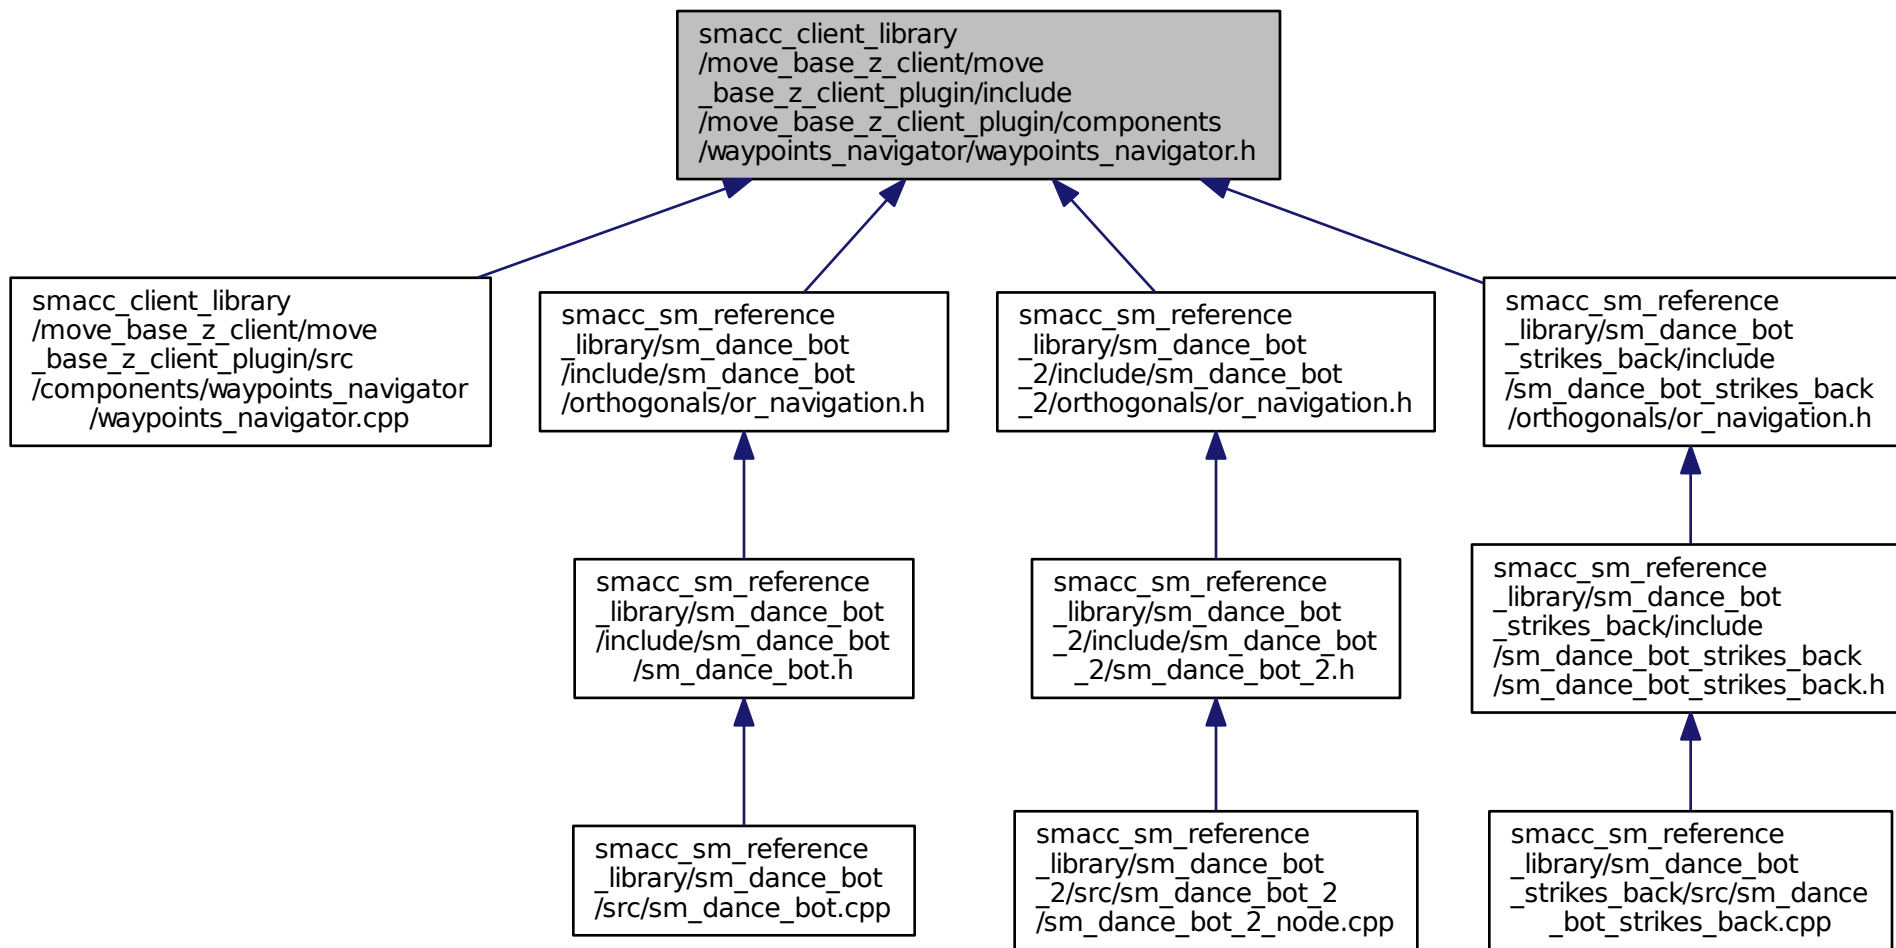 smacc_client_library
/move_base_z_client/move
_base_z_client_plugin/include
/move_base_z_client_plugin/components
/waypoints_navigator/waypoints_navigator.h
smacc_client_library
/move_base_z_client/move
_base_z_client_plugin/src
/components/waypoints_navigator
/waypoints_navigator.cpp
smacc_sm_reference
_library/sm_dance_bot
/include/sm_dance_bot
/orthogonals/or_navigation.h
smacc_sm_reference
_library/sm_dance_bot
_2/include/sm_dance_bot
_2/orthogonals/or_navigation.h
smacc_sm_reference
_library/sm_dance_bot
_strikes_back/include
/sm_dance_bot_strikes_back
/orthogonals/or_navigation.h
smacc_sm_reference
_library/sm_dance_bot
/include/sm_dance_bot
/sm_dance_bot.h
smacc_sm_reference
_library/sm_dance_bot
_2/include/sm_dance_bot
_2/sm_dance_bot_2.h
smacc_sm_reference
_library/sm_dance_bot
_strikes_back/include
/sm_dance_bot_strikes_back
/sm_dance_bot_strikes_back.h
smacc_sm_reference
_library/sm_dance_bot
/src/sm_dance_bot.cpp
smacc_sm_reference
_library/sm_dance_bot
_2/src/sm_dance_bot_2
/sm_dance_bot_2_node.cpp
smacc_sm_reference
_library/sm_dance_bot
_strikes_back/src/sm_dance
_bot_strikes_back.cpp